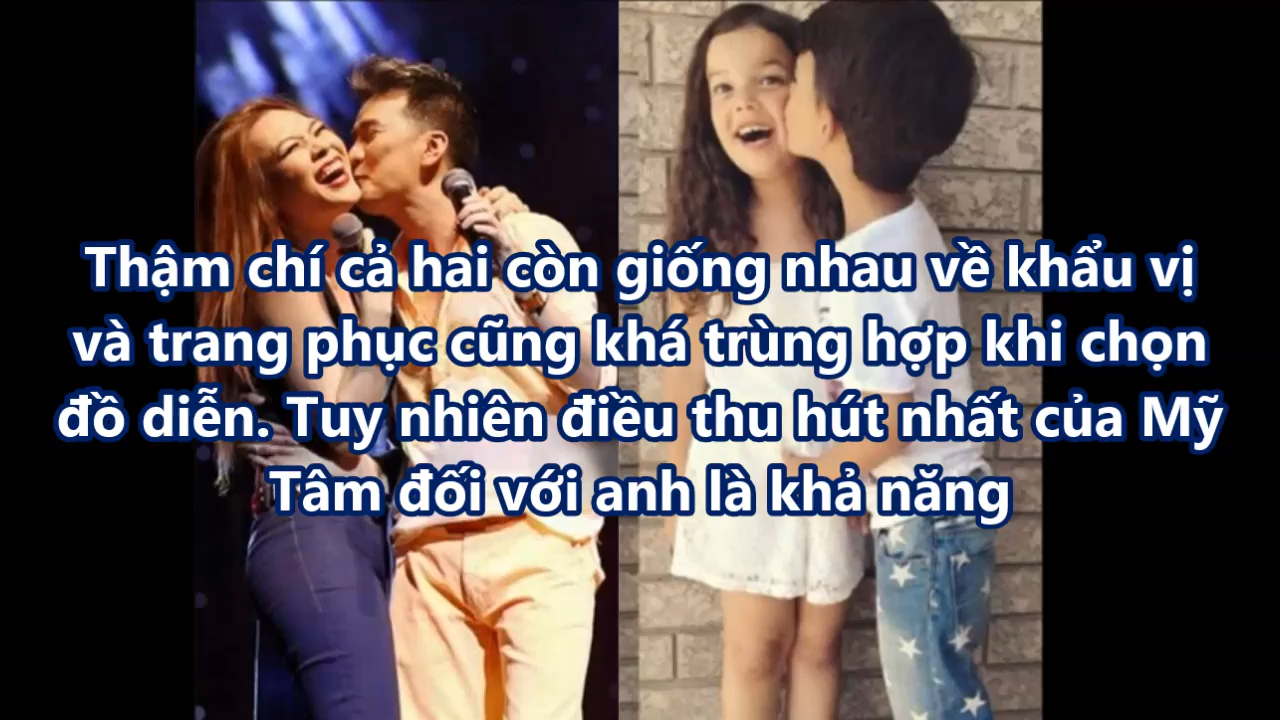 Thậm chí cả hai còn giống nhau về khẩu vị
và trang phục cũng khá trùng hợp khi chọn
đồ diễn. Tuy nhiên điều thu hút nhất của Mỹ
Tâm đối với anh là khả năng